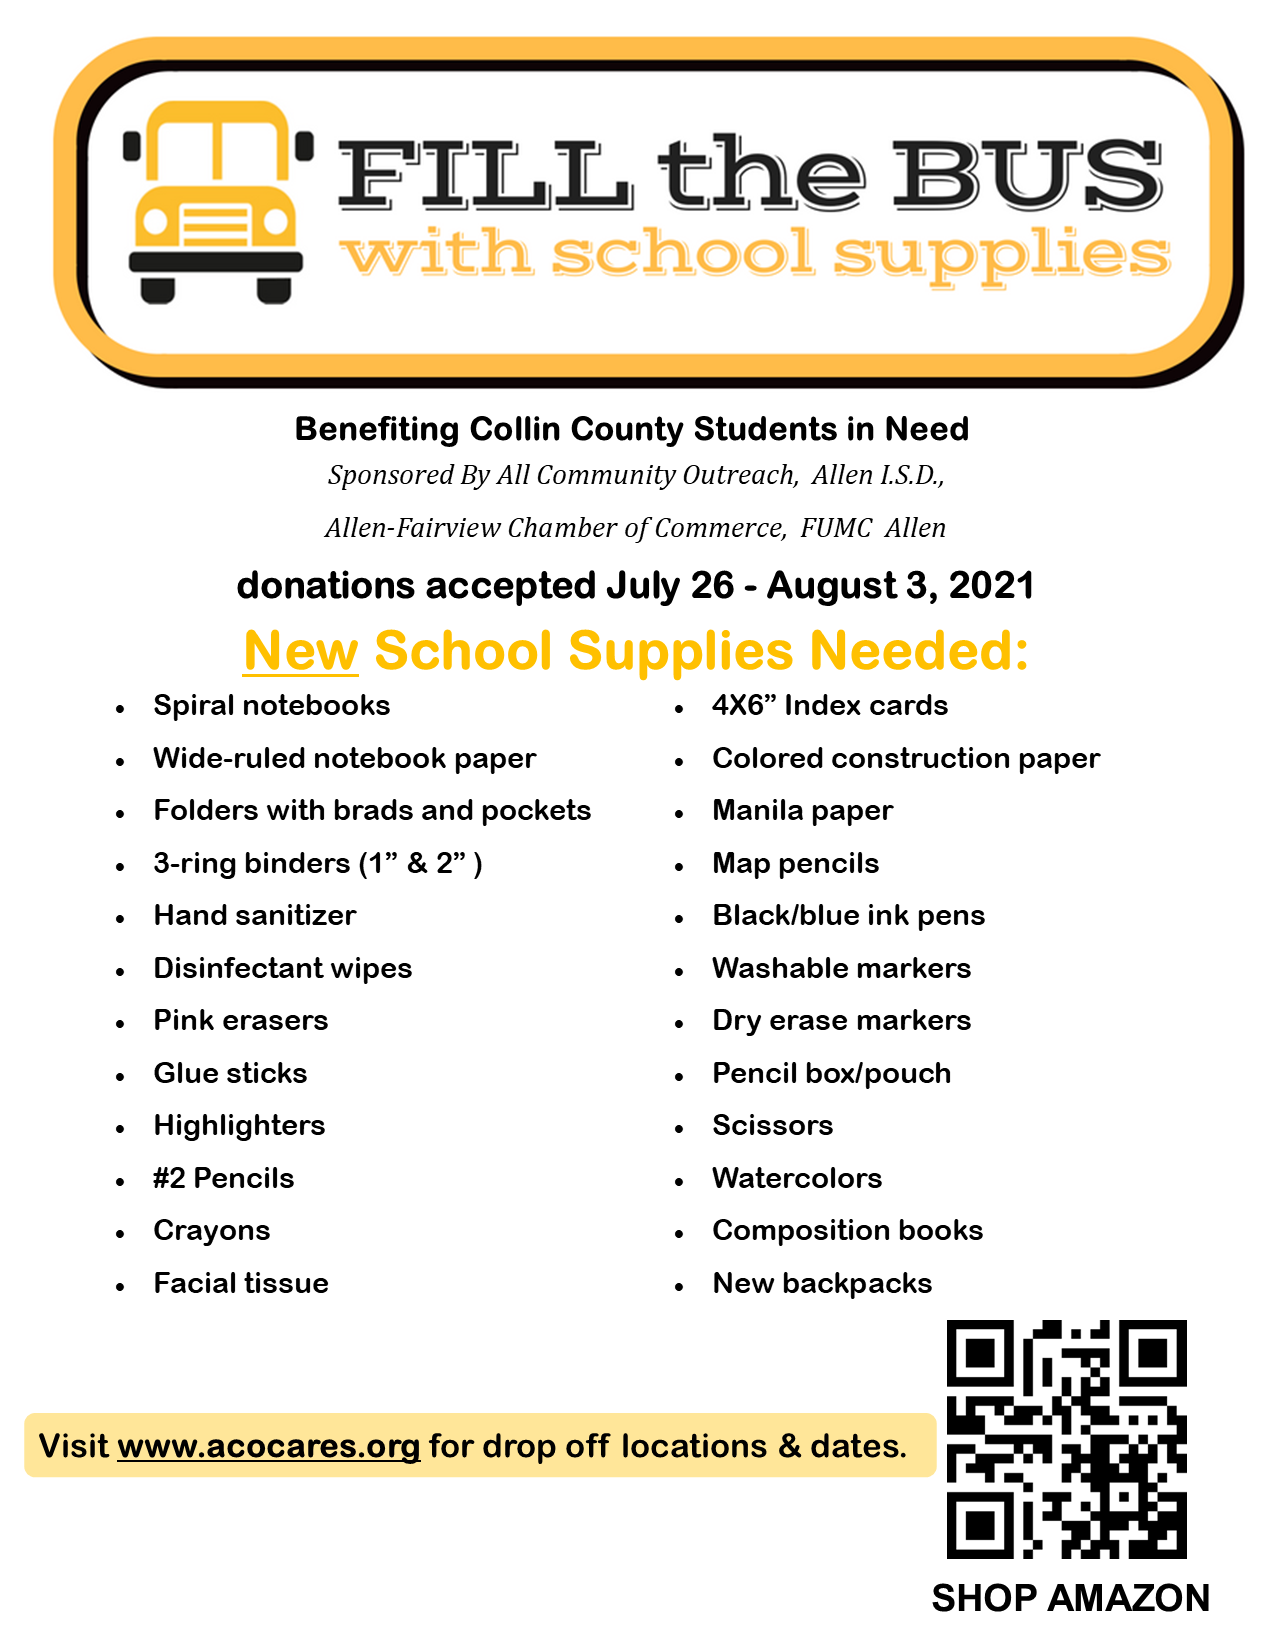 FILL the BUS
with school supplies
Benefiting Collin County Students in Need
Sponsored By All Community Outreach, Allen I.S.D.,
Allen-Fairview Chamber of Commerce, FUMC Allen
donations accepted July 26 - August 3, 2021
New School Supplies Needed:
• Spiral notebooks
• Wide-ruled notebook paper
• Folders with brads and pockets
• 3-ring binders (1” & 2” )
• Hand sanitizer
• Disinfectant wipes
• Pink erasers
• Glue sticks
• Highlighters
• #2 Pencils
• Crayons
• Facial tissue
• 4X6” Index cards
• Colored construction paper
• Manila paper
• Map pencils
• Black/blue ink pens
• Washable markers
• Dry erase markers
• Pencil box/pouch
• Scissors
• Watercolors
• Composition books
• New backpacks
Visit www.acocares.org for drop off locations & dates.
SHOP AMAZON